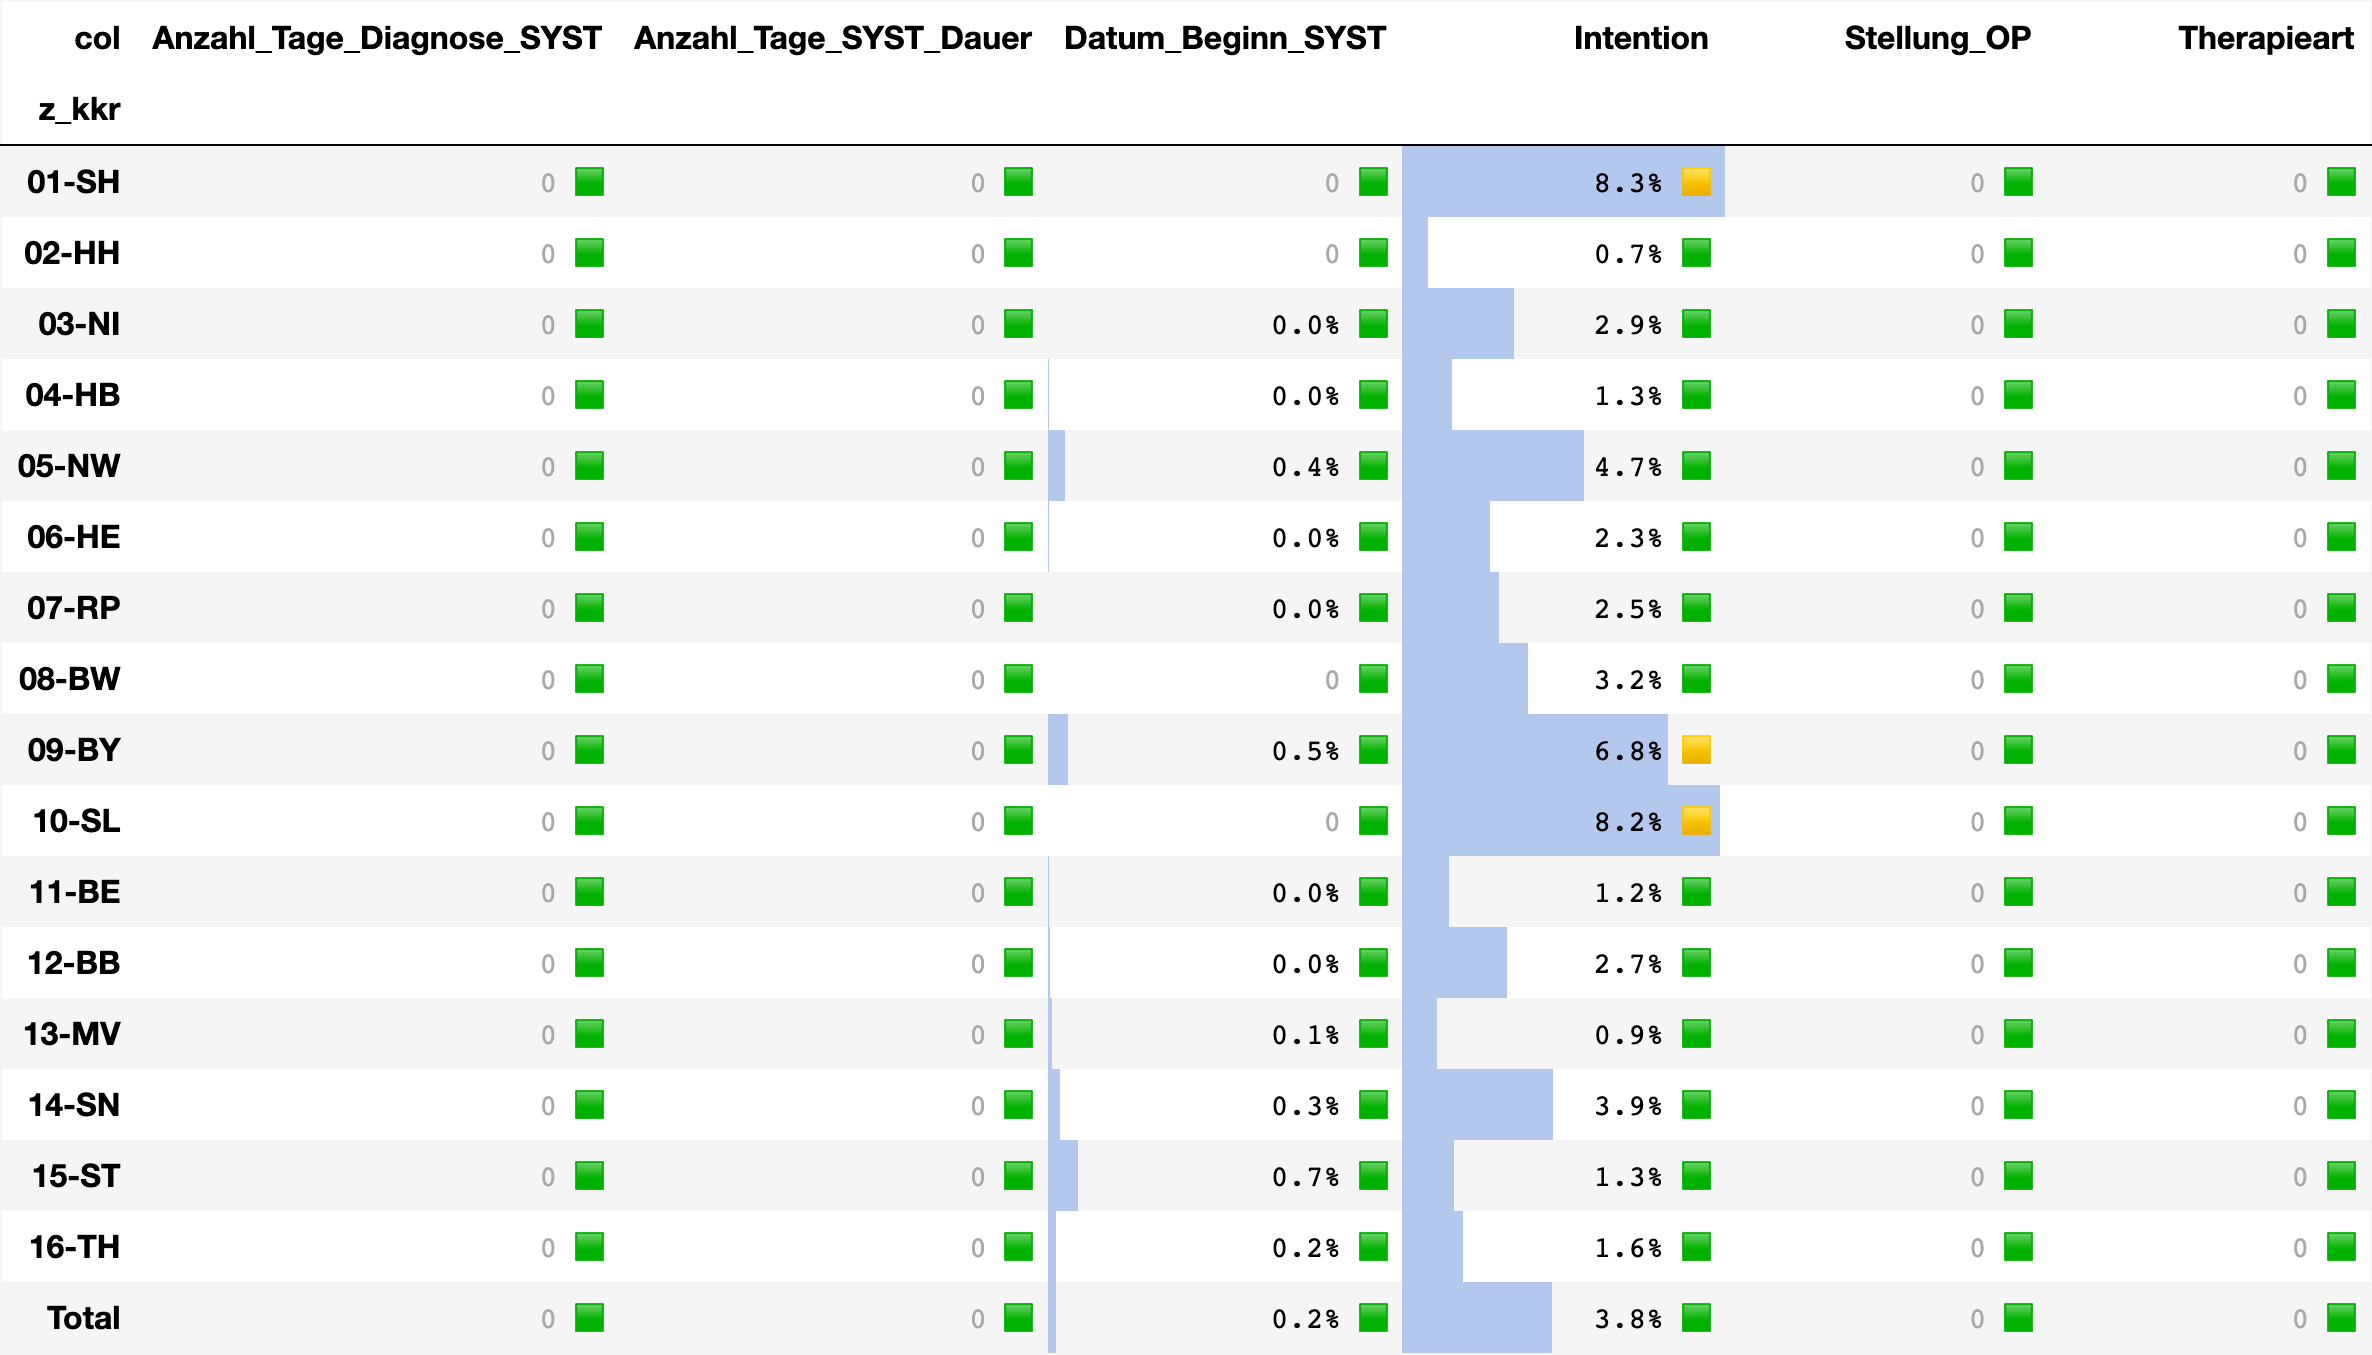 col Anzahl_Tage_Diagnose_SYST Anzahl_Tage_SYST_Dauer Datum_Beginn_SYST Intention Stellung_OP Therapieart
z_kkr
01-SH 0 0 0 8.3% 0 0
02-HH 0 0 0 0.7% 0 0
03-NI 0 0 0.0% 2.9% 0 0
04-HB 0 0 0.0% 1.3% 0 0
05-NW 0 0 0.4% 4.7% 0 0
06-HE 0 0 0.0% 2.3% 0 0
07-RP 0 0 0.0% 2.5% 0 0
08-BW 0 0 0 3.2% 0 0
09-BY 0 0 0.5% 6.8% 0 0
10-SL 0 0 0 8.2% 0 0
11-BE 0 0 0.0% 1.2% 0 0
12-BB 0 0 0.0% 2.7% 0 0
13-MV 0 0 0.1% 0.9% 0 0
14-SN 0 0 0.3% 3.9% 0 0
15-ST 0 0 0.7% 1.3% 0 0
16-TH 0 0 0.2% 1.6% 0 0
Total 0 0 0.2% 3.8% 0 0